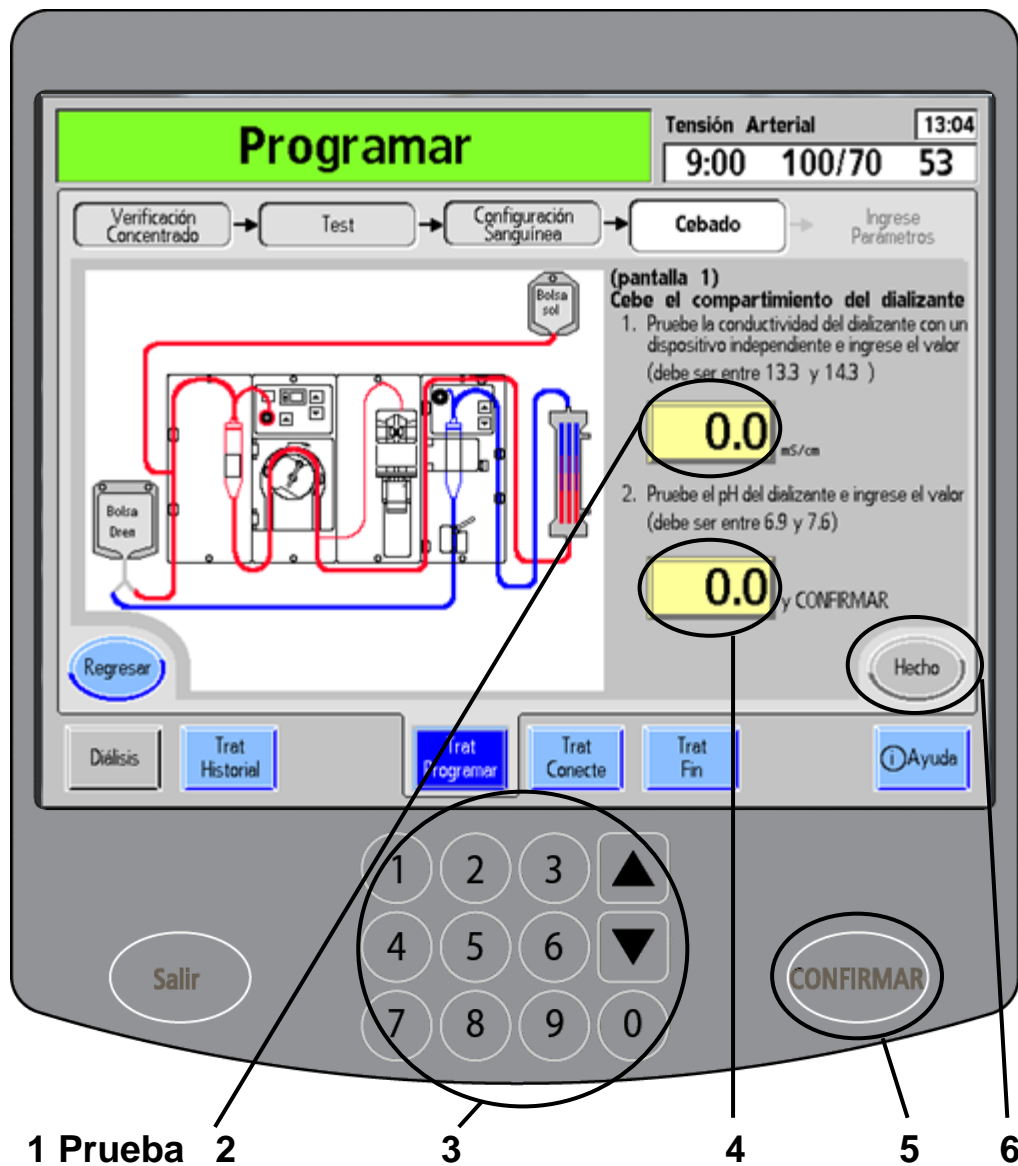 Programar
Tensión Arterial 13:04
9:00 100/70 53
Verificación
Concentrado
Test
Configuración
Sanguínea
Cebado
Ingrese
Parámetros
Bolsa
sol
Bolsa
Dren
(pantalla 1)
Cebe el compartimiento del dializante
1. Pruebe la conductividad del dializante con un
dispositivo independiente e ingrese el valor
(debe ser entre 13.3 y 14.3 )
0.0 mS/cm
2. Pruebe el pH del dializante e ingrese el valor
(debe ser entre 6.9 y 7.6)
0.0 y CONFIRMAR
Regresar
Hecho
Diálisis
Trat
Historial
Trat
Programar
Trat
Conecte
Trat
Fin
ⓘAyuda
1 2 3 ▲
4 5 6 ▼
7 8 9 0
Salir
CONFIRMAR
1 Prueba 2 3 4 5 6